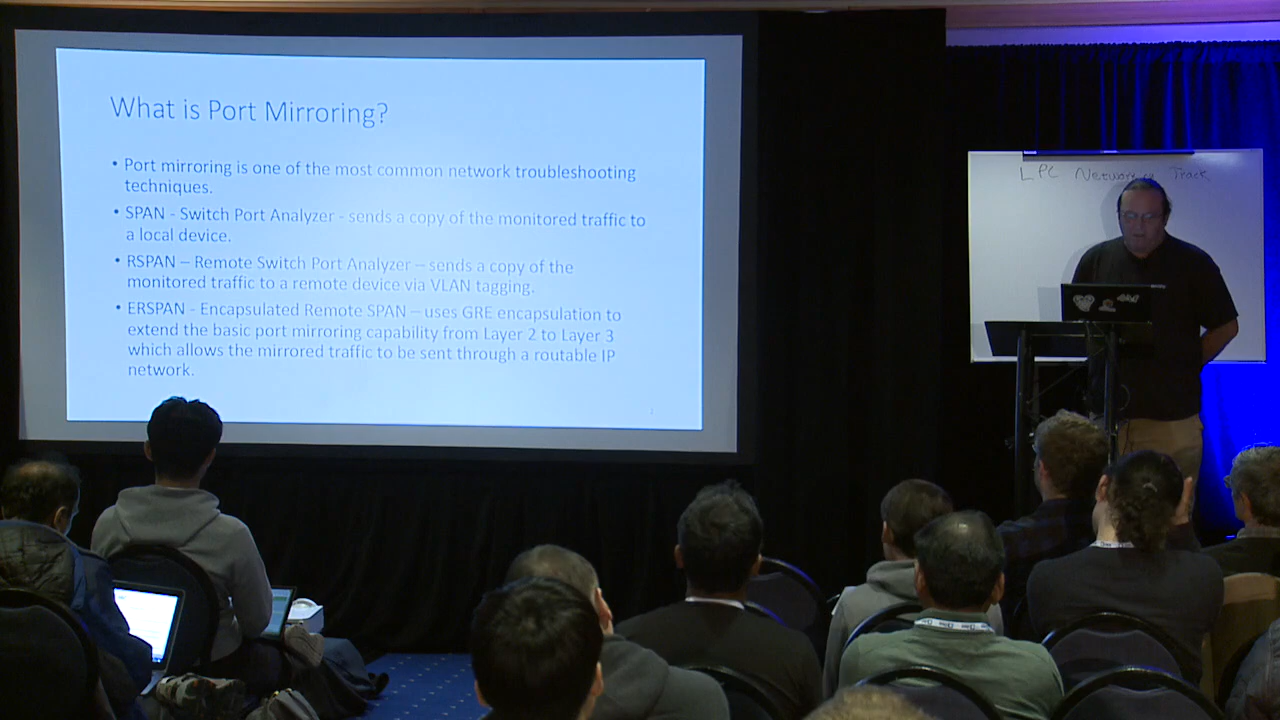 What is Port Mirroring?
• Port mirroring is one of the most common network troubleshooting
techniques.
• SPAN - Switch Port Analyzer - sends a copy of the monitored traffic to
a local device.
• RSPAN – Remote Switch Port Analyzer – sends a copy of the
monitored traffic to a remote device via VLAN tagging.
• ERSPAN - Encapsulated Remote SPAN – uses GRE encapsulation to
extend the basic port mirroring capability from Layer 2 to Layer 3
which allows the mirrored traffic to be sent through a routable IP
network.
LPC Track